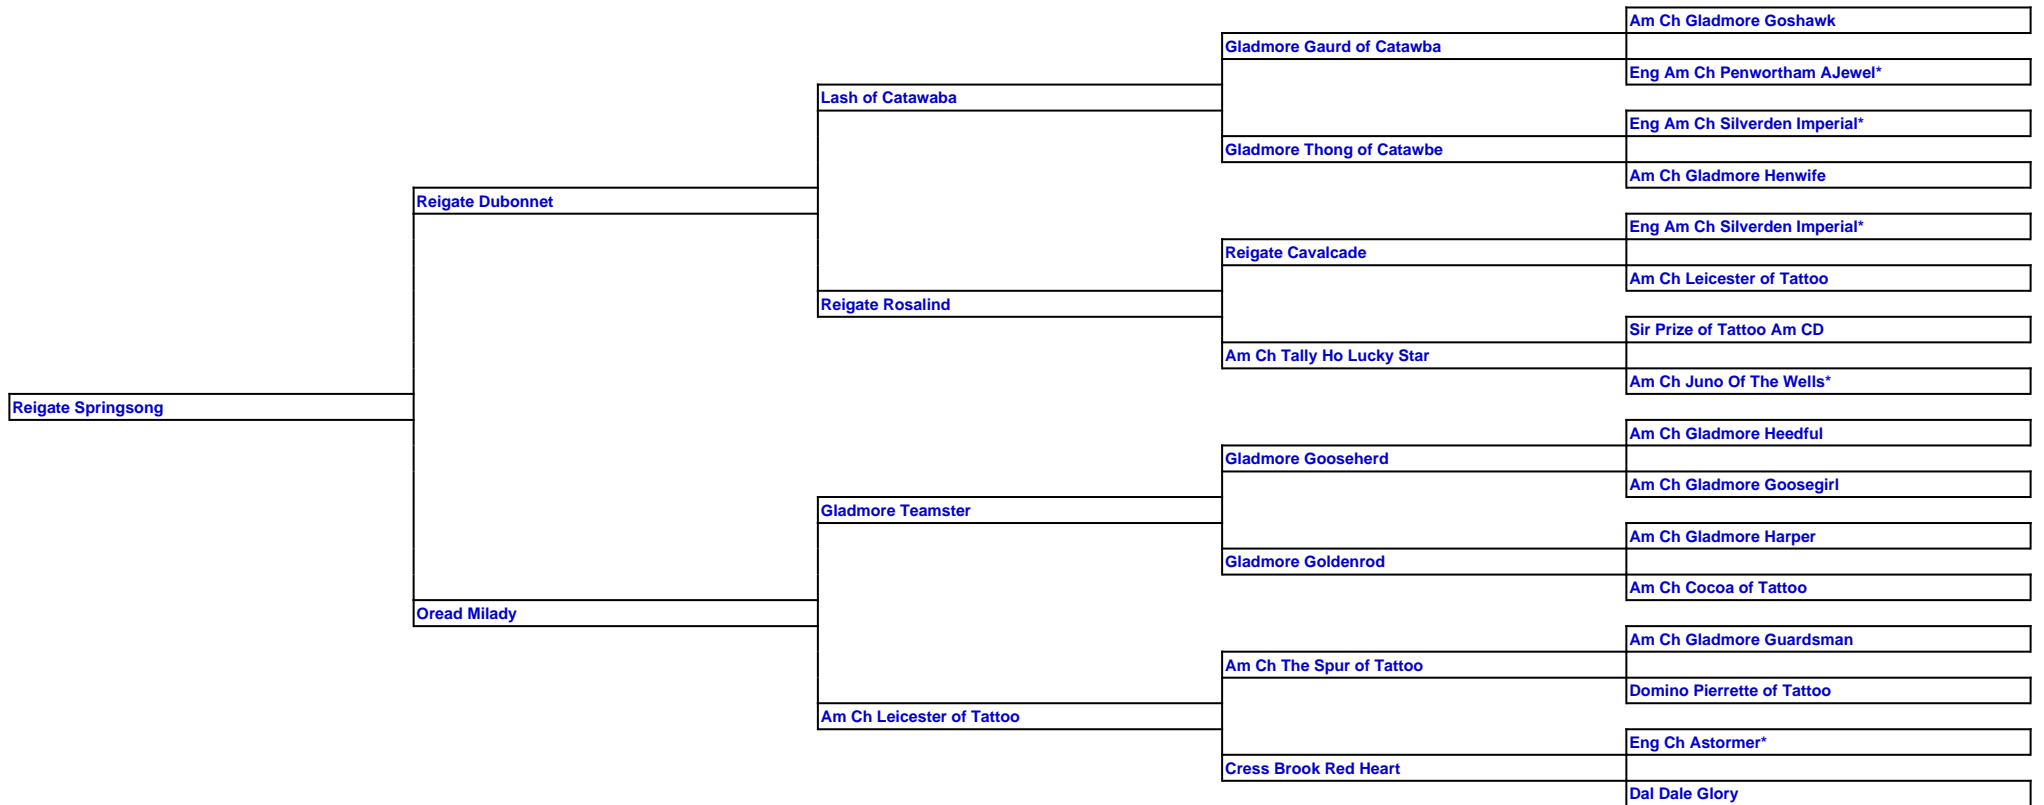 Am Ch Gladmore Goshawk
Gladmore Gaurd of Catawba
Eng Am Ch Penwortham AJewel*
Lash of Catawaba
Eng Am Ch Silverden Imperial*
Gladmore Thong of Catawbe
Am Ch Gladmore Henwife
Reigate Dubonnet
Eng Am Ch Silverden Imperial*
Reigate Cavalcade
Am Ch Leicester of Tattoo
Reigate Rosalind
Sir Prize of Tattoo Am CD
Am Ch Tally Ho Lucky Star
Am Ch Juno Of The Wells*
Reigate Springsong
Am Ch Gladmore Heedful
Gladmore Gooseherd
Am Ch Gladmore Goosegirl
Gladmore Teamster
Am Ch Gladmore Harper
Gladmore Goldenrod
Am Ch Cocoa of Tattoo
Oread Milady
Am Ch Gladmore Guardsman
Am Ch The Spur of Tattoo
Domino Pierrette of Tattoo
Am Ch Leicester of Tattoo
Eng Ch Astormer*
Cress Brook Red Heart
Dal Dale Glory